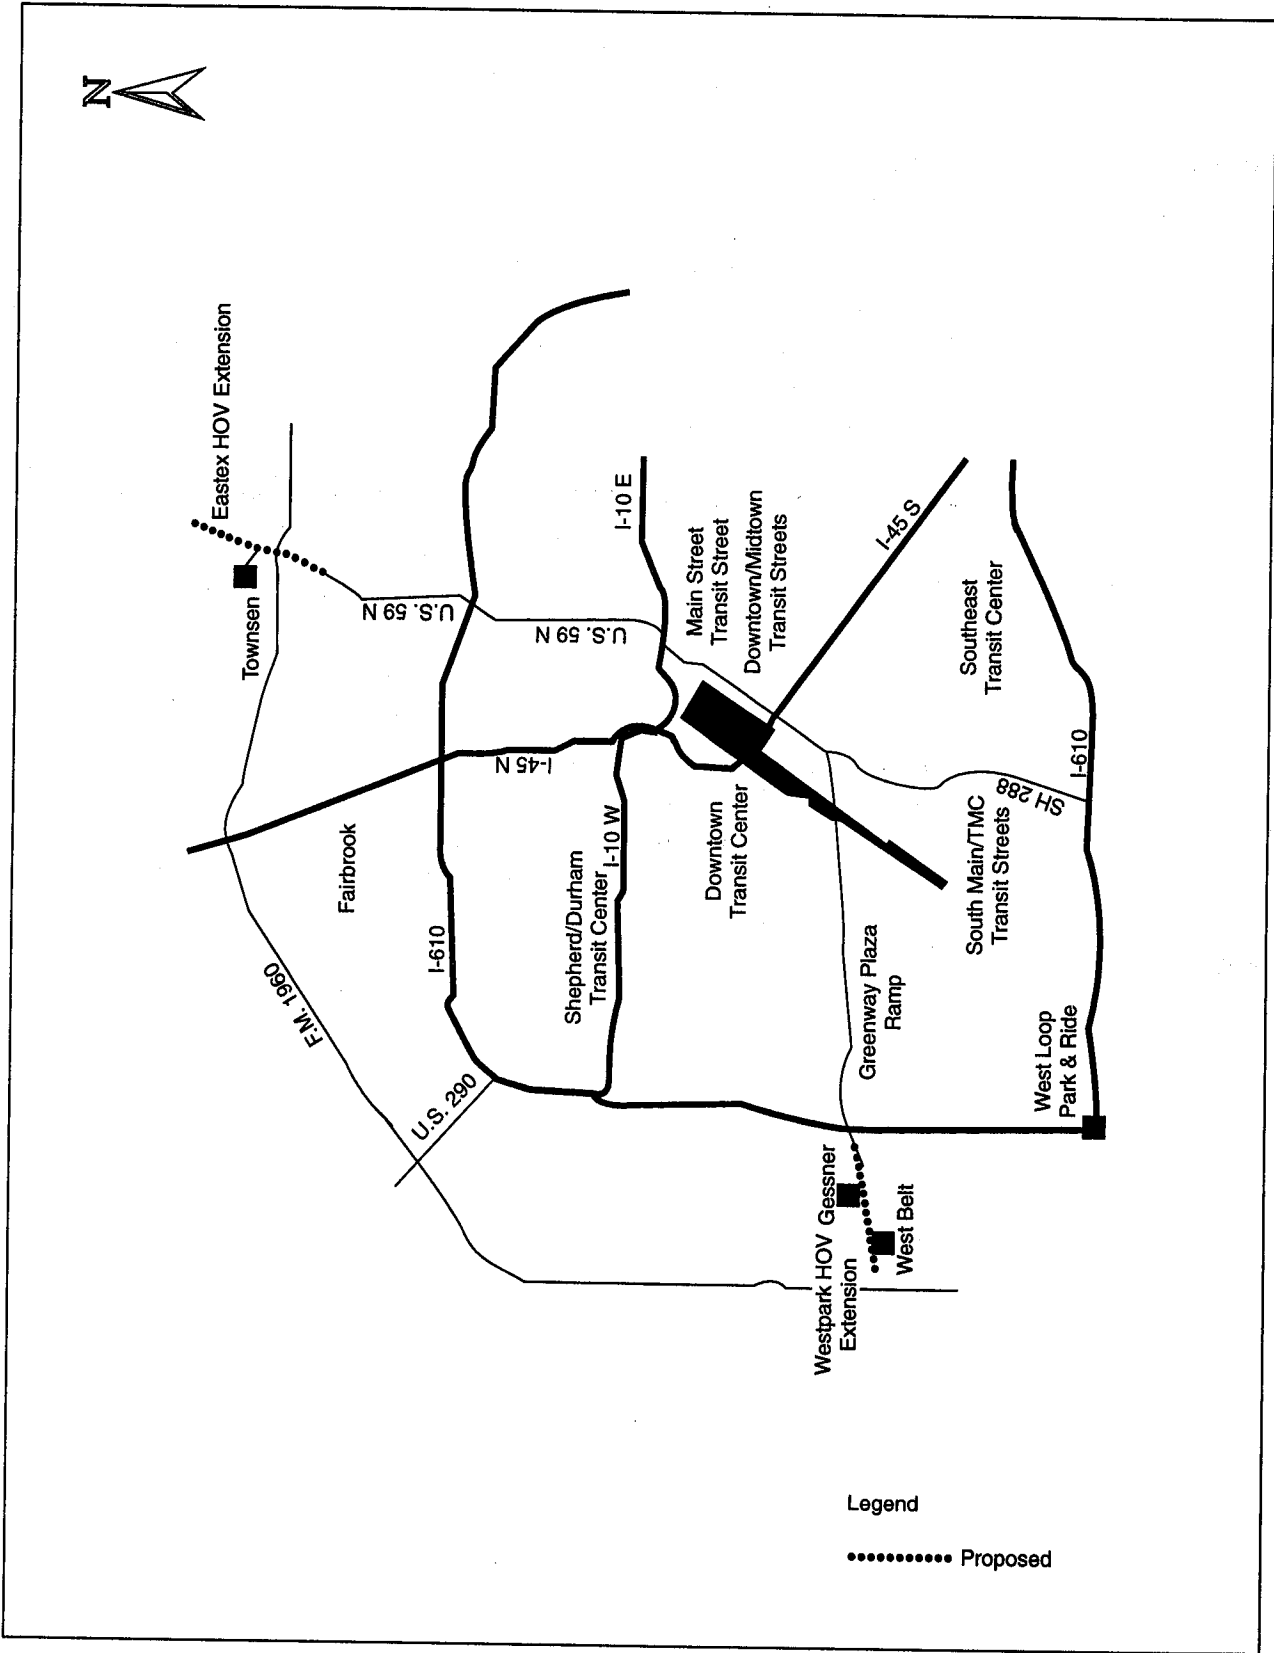 N
Eastex HOV Extension
Townsen
F.M. 1960
U.S. 59 N
Fairbrook
I-45 N
I-610
U.S. 290
U.S. 59 N
I-10 E
Shepherd/Durham
Transit Center
I-10 W
Main Street
Transit Street
Downtown/Midtown
Transit Streets
Downtown
Transit Center
I-45 S
Southeast
Transit Center
Westpark HOV
Extension
Gessner
West Belt
Greenway Plaza
Ramp
South Main/TMC
Transit Streets
SH 288
I-610
West Loop
Park & Ride
Legend
Proposed